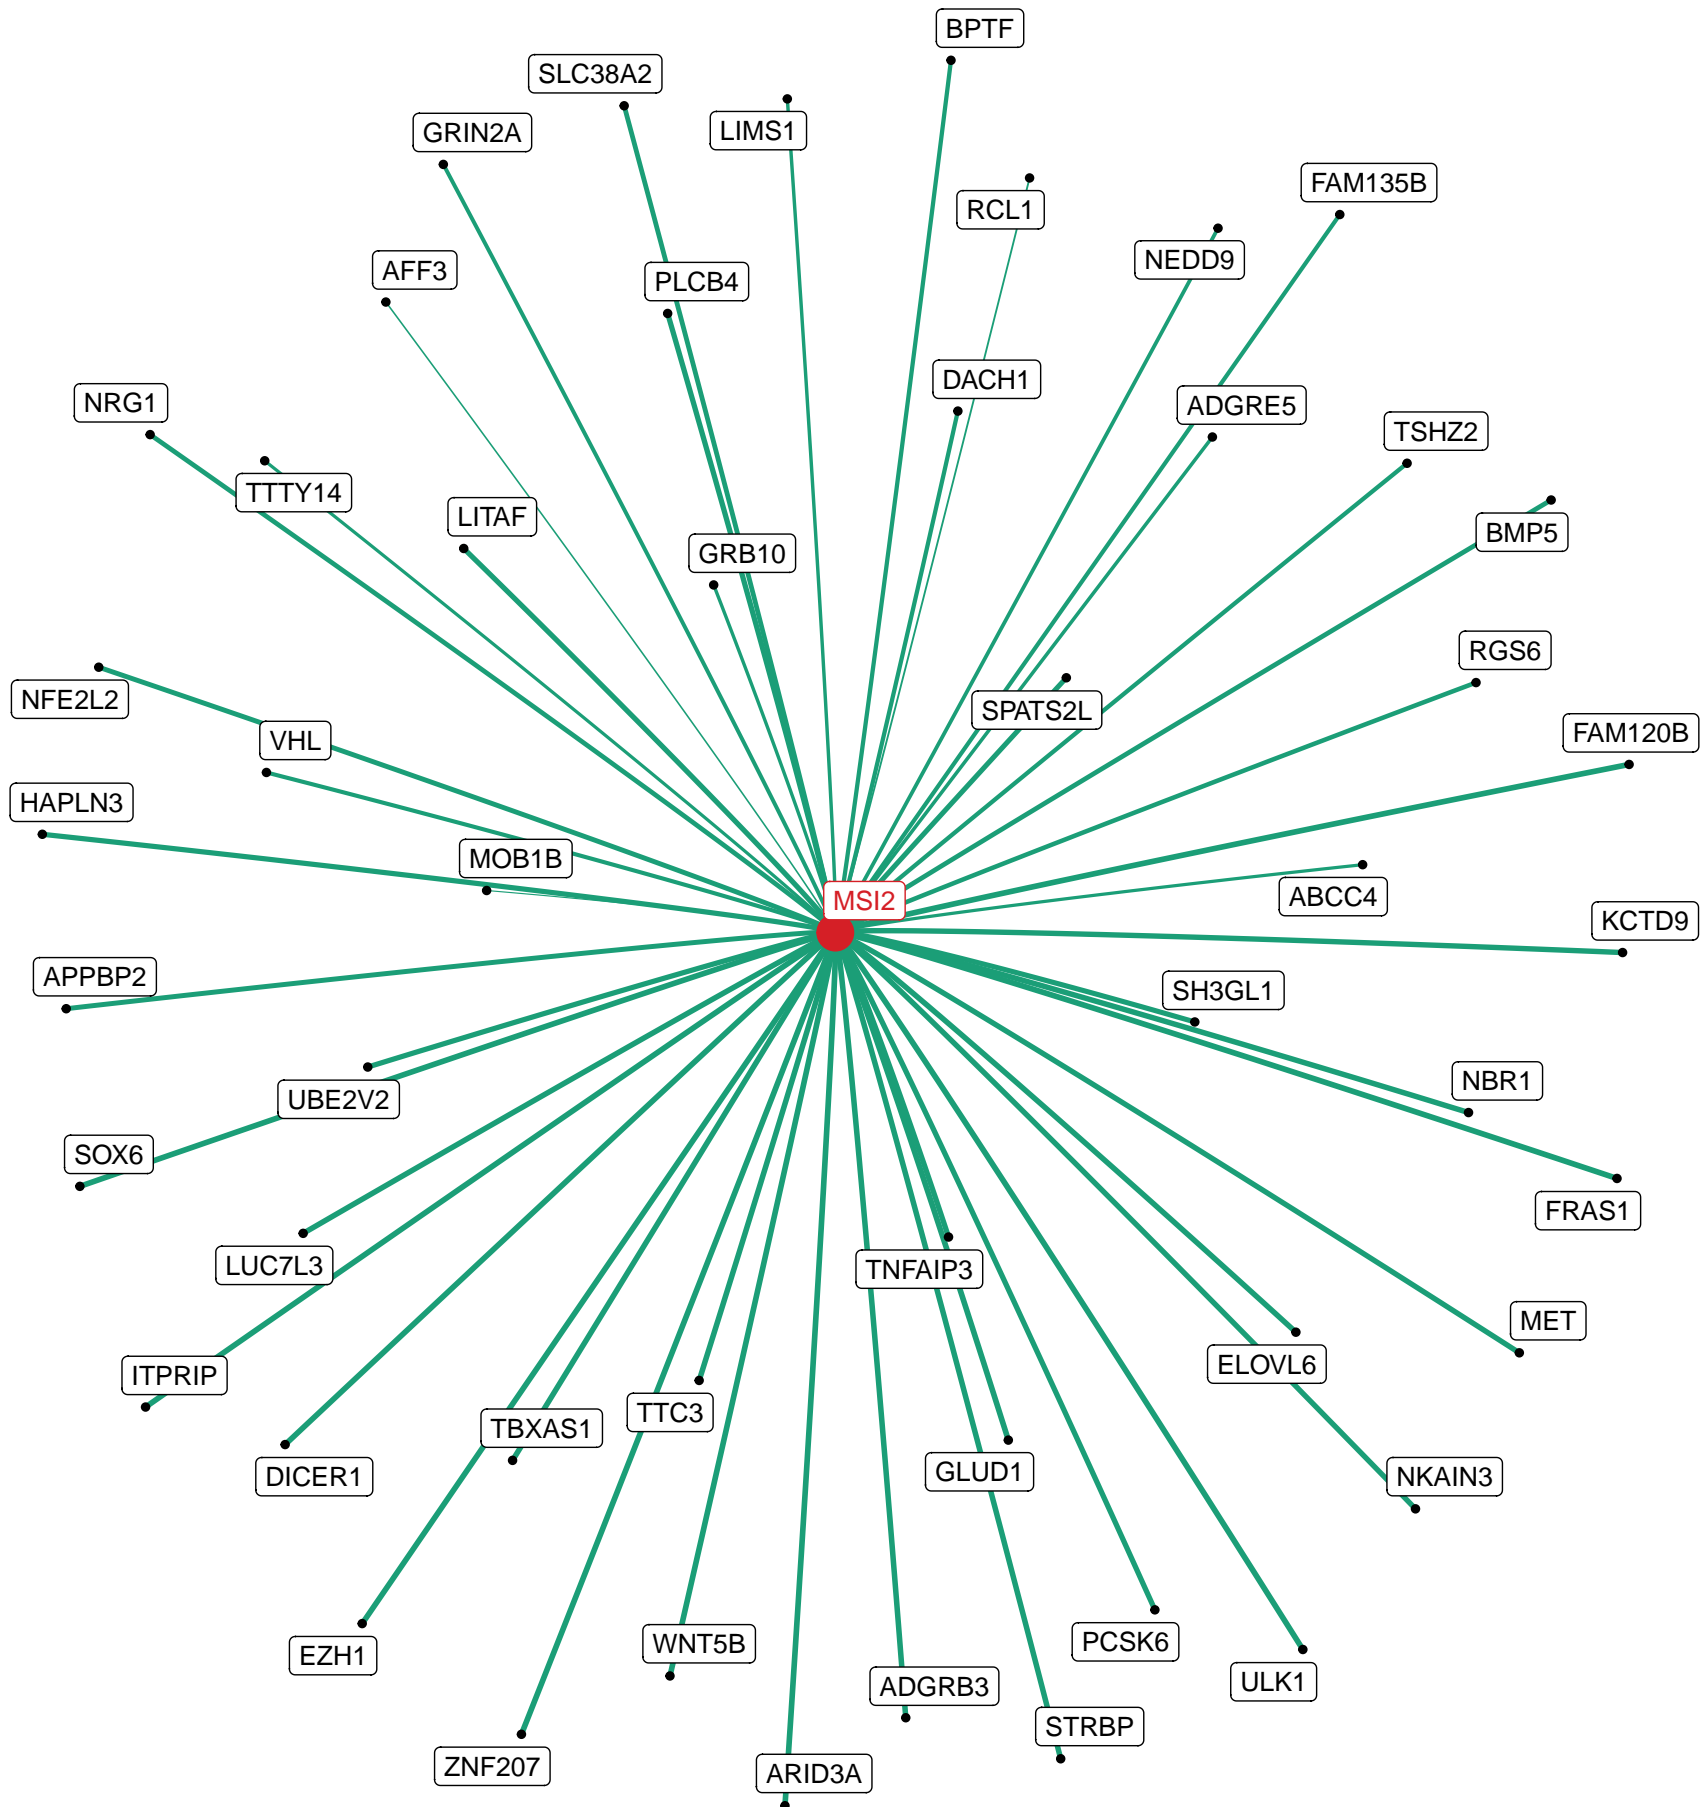 BPTF
SLC38A2
LIMS1
GRIN2A
FAM135B
RCL1
NEDD9
AFF3
PLCB4
DACH1
NRG1
ADGRE5
TSHZ2
TTTY14
LITAF
BMP5
GRB10
RGS6
NFE2L2
SPATS2L
FAM120B
VHL
HAPLN3
MOB1B
ABCC4
MSI2
KCTD9
APPBP2
SH3GL1
NBR1
UBE2V2
SOX6
FRAS1
LUC7L3
TNFAIP3
MET
ELOVL6
ITPRIP
TTC3
TBXAS1
GLUD1
DICER1
NKAIN3
PCSK6
WNT5B
EZH1
ULK1
ADGRB3
STRBP
ZNF207
ARID3A